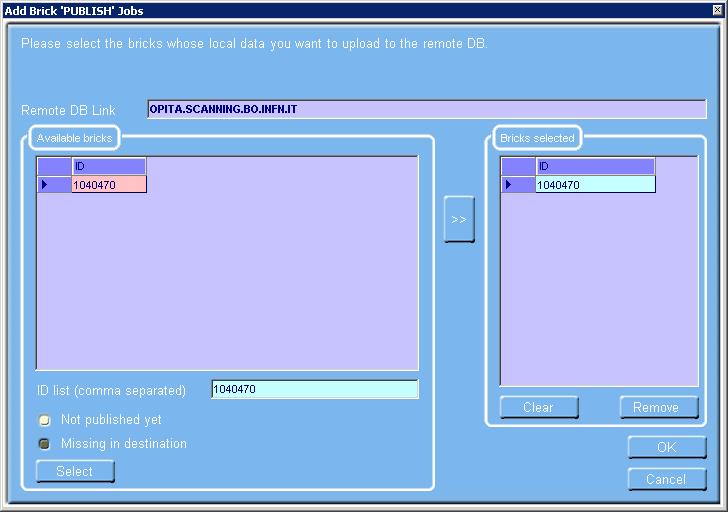 Add Brick 'PUBLISH' Jobs
Please select the bricks whose local data you want to upload to the remote DB.
Remote DB Link
OPITA.SCANNING.BO.INFN.IT
Available bricks
ID
1040470
>>
Bricks selected
ID
1040470
ID list (comma separated)
1040470
Not published yet
Missing in destination
Select
Clear
Remove
OK
Cancel